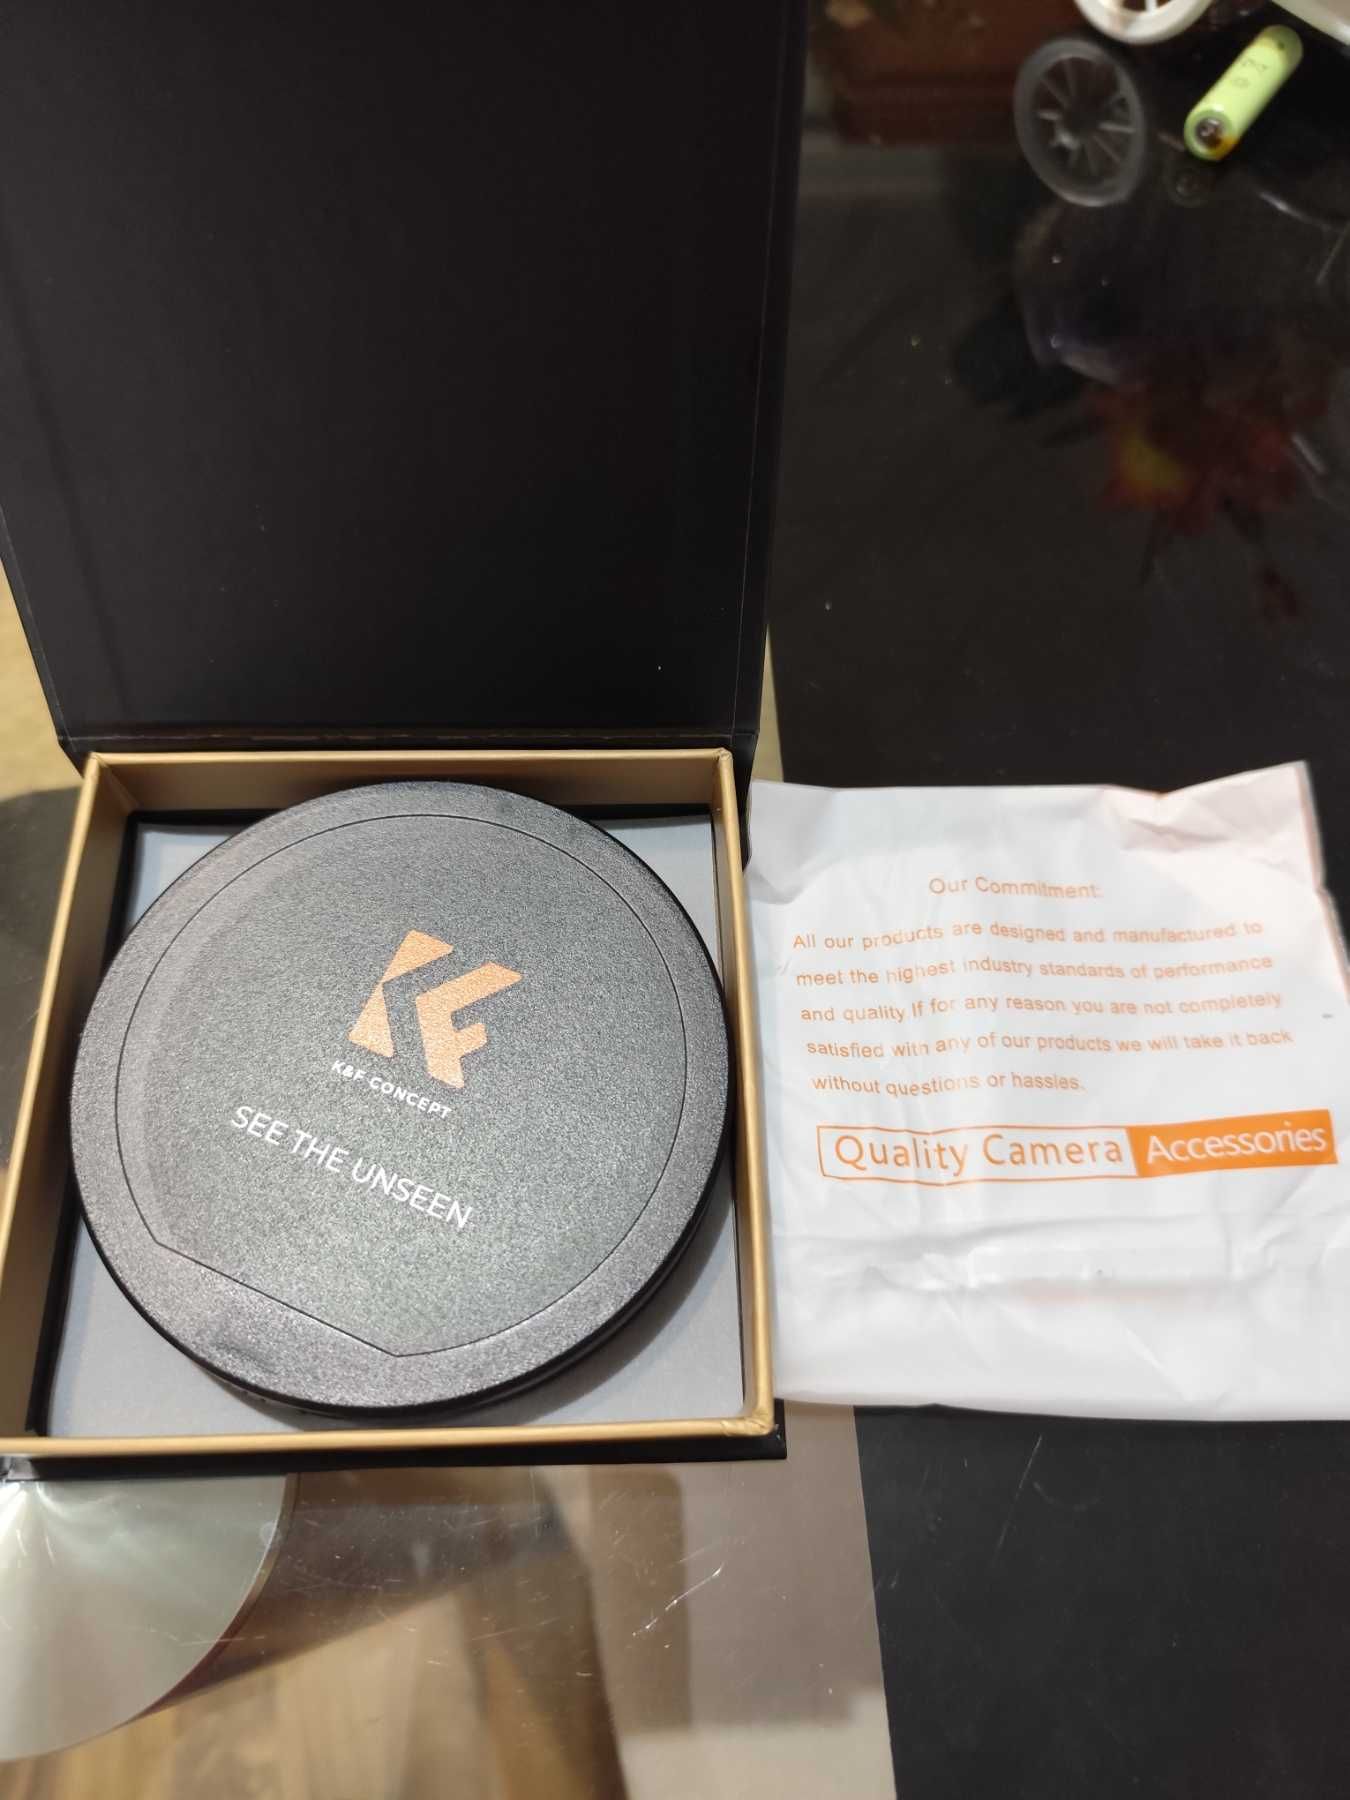 K&F CONCEPT
SEE THE UNSEEN
Our Commitment:
All our products are designed and manufactured to
meet the highest industry standards of performance
and quality.If for any reason you are not completely
satisfied with any of our products we will take it back
without questions or hassles.
Quality Camera Accessories